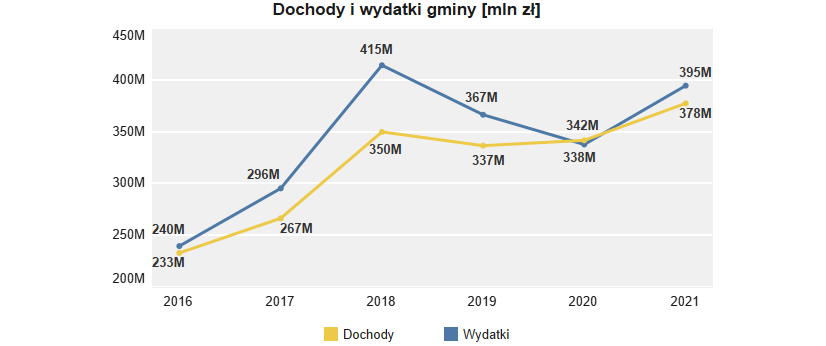 Dochody i wydatki gminy [mln zł]
450M
400M
350M
300M
250M
200M
415M
367M
395M
378M
342M
338M
350M
337M
296M
267M
240M
233M
2016 2017 2018 2019 2020 2021
Dochody Wydatki